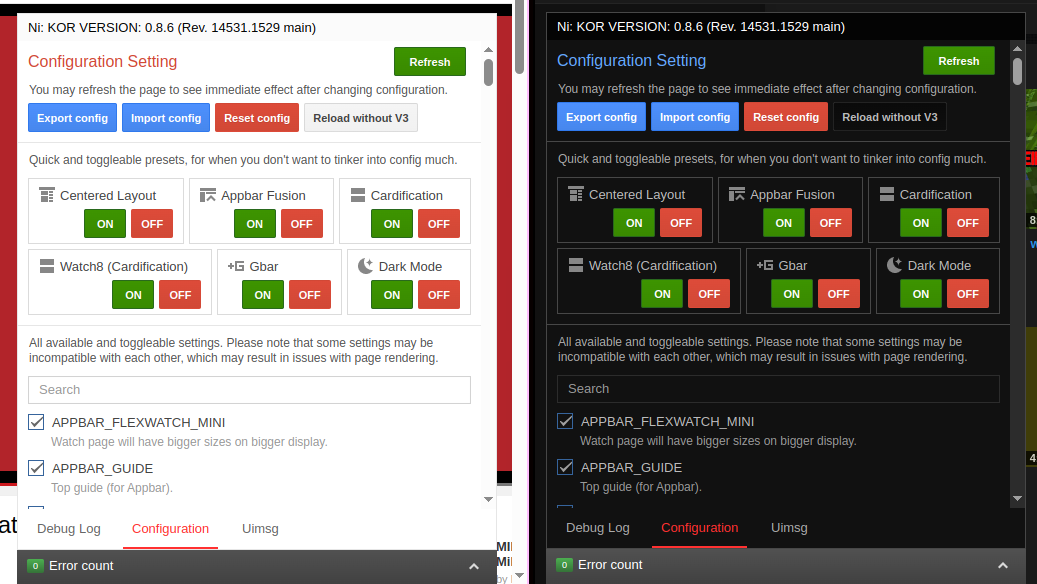 Ni: KOR VERSION: 0.8.6 (Rev. 14531.1529 main)
Configuration Setting
Refresh
You may refresh the page to see immediate effect after changing configuration.
Export config Import config Reset config Reload without V3
Quick and toggleable presets, for when you don't want to tinker into config much.
Centered Layout Appbar Fusion Cardification
ON OFF ON OFF ON OFF
Watch8 (Cardification) +G Gbar Dark Mode
ON OFF ON OFF ON OFF
All available and toggleable settings. Please note that some settings may be
incompatible with each other, which may result in issues with page rendering.
Search
APPBAR_FLEXWATCH_MINI
Watch page will have bigger sizes on bigger display.
APPBAR_GUIDE
Top guide (for Appbar).
Debug Log Configuration Uimsg
0 Error count
at
by
Ni: KOR VERSION: 0.8.6 (Rev. 14531.1529 main)
Configuration Setting
Refresh
You may refresh the page to see immediate effect after changing configuration.
Export config Import config Reset config Reload without V3
Quick and toggleable presets, for when you don't want to tinker into config much.
Centered Layout Appbar Fusion Cardification
ON OFF ON OFF ON OFF
Watch8 (Cardification) +G Gbar Dark Mode
ON OFF ON OFF ON OFF
All available and toggleable settings. Please note that some settings may be
incompatible with each other, which may result in issues with page rendering.
Search
APPBAR_FLEXWATCH_MINI
Watch page will have bigger sizes on bigger display.
APPBAR_GUIDE
Top guide (for Appbar).
Debug Log Configuration Uimsg
0 Error count